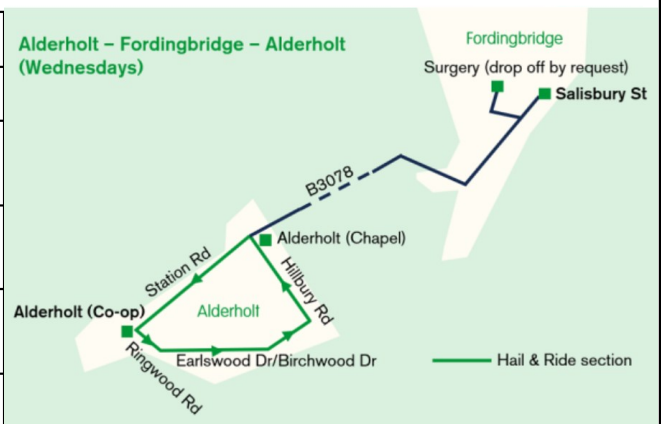 Alderholt – Fordingbridge – Alderholt
(Wednesdays)
Fordingbridge
Surgery (drop off by request)
Salisbury St
B3078
Alderholt (Chapel)
Station Rd
Hillbury Rd
Alderholt (Co-op)
Alderholt
Earlswood Dr/Birchwood Dr
Ringwood Rd
Hail & Ride section